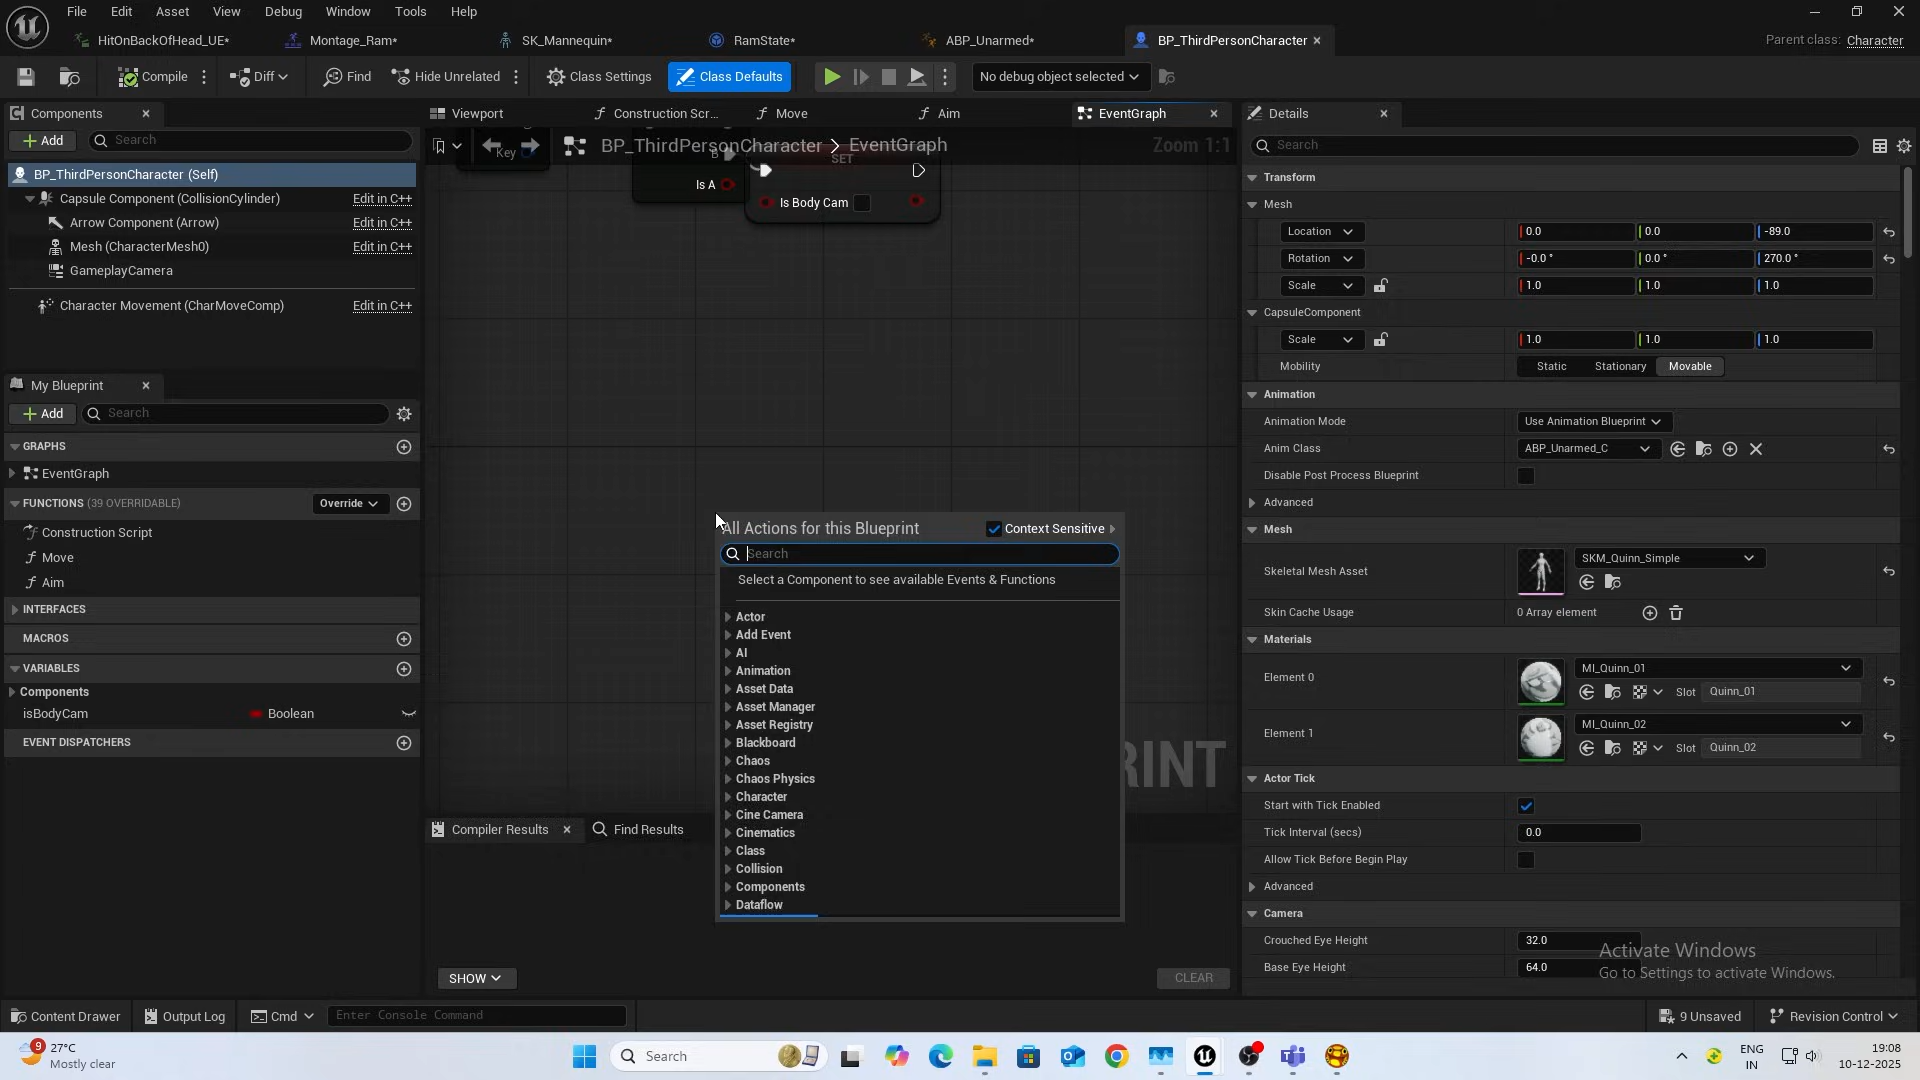 File Edit Asset View Debug Window Tools Help
HitOnBackOfHead_UE* Montage_Ram* SK_Mannequin* RamState* ABP_Unarmed* BP_ThirdPersonCharacter Parent class: Character
Compile Diff Find Hide Unrelated Class Settings Class Defaults No debug object selected
Components Viewport Construction Scr... Move Aim EventGraph Details
Add Search Key BP_ThirdPersonCharacter > EventGraph Zoom 1:1 Search
BP_ThirdPersonCharacter (Self) B SET Transform
Capsule Component (CollisionCylinder) Edit in C++ Is A Is Body Cam Mesh
Arrow Component (Arrow) Edit in C++ Location 0.0 0.0 -89.0
Mesh (CharacterMesh0) Edit in C++ Rotation -0.0 ° 0.0 ° 270.0 °
GameplayCamera Scale 1.0 1.0 1.0
Character Movement (CharMoveComp) Edit in C++ CapsuleComponent
Scale 1.0 1.0 1.0
Mobility Static Stationary Movable
My Blueprint Animation
Add Search Animation Mode Use Animation Blueprint
GRAPHS Anim Class ABP_Unarmed_C
EventGraph Disable Post Process Blueprint
FUNCTIONS (39 OVERRIDABLE) Override Advanced
Construction Script All Actions for this Blueprint Context Sensitive Mesh
Move Search Skeletal Mesh Asset SKM_Quinn_Simple
Aim Select a Component to see available Events & Functions
INTERFACES Actor Skin Cache Usage 0 Array element
MACROS Add Event Materials
VARIABLES AI Element 0 MI_Quinn_01
Components Animation Slot Quinn_01
isBodyCam Boolean Asset Data
EVENT DISPATCHERS Asset Manager Element 1 MI_Quinn_02
Asset Registry Slot Quinn_02
Blackboard
Chaos RINT
Chaos Physics Actor Tick
Character Start with Tick Enabled
Compiler Results Find Results Cine Camera Tick Interval (secs) 0.0
Cinematics Allow Tick Before Begin Play
Class Advanced
Collision Camera
Components Crouched Eye Height 32.0
Dataflow Base Eye Height 64.0
Activate Windows
Go to Settings to activate Windows.
SHOW CLEAR
Content Drawer Output Log Cmd Enter Console Command 9 Unsaved Revision Control
9 27°C Mostly clear Search ENG IN 19:08 10-12-2025